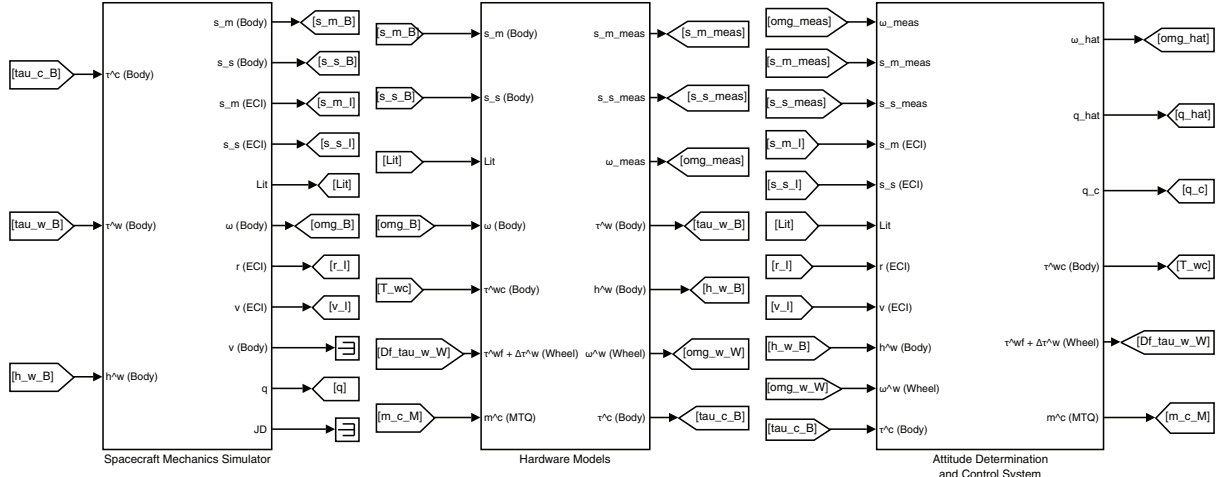 [tau_c_B]
[tau_w_B]
[h_w_B]
τ^c (Body)
τ^w (Body)
h^w (Body)
s_m (Body)
s_s (Body)
s_m (ECI)
s_s (ECI)
Lit
ω (Body)
r (ECI)
v (ECI)
v (Body)
q
JD
[s_m_B]
[s_s_B]
[s_m_I]
[s_s_I]
[Lit]
[omg_B]
[r_I]
[v_I]
[q]
Spacecraft Mechanics Simulator
[s_m_B]
[s_s_B]
[Lit]
[omg_B]
[T_wc]
[Df_tau_w_W]
[m_c_M]
s_m (Body)
s_s (Body)
Lit
ω (Body)
τ^wc (Body)
τ^wf + Δτ^w (Wheel)
m^c (MTQ)
s_m_meas
s_s_meas
ω_meas
τ^w (Body)
h^w (Body)
ω^w (Wheel)
τ^c (Body)
[s_m_meas]
[s_s_meas]
[omg_meas]
[tau_w_B]
[h_w_B]
[omg_w_W]
[tau_c_B]
Hardware Models
[omg_meas]
[s_m_meas]
[s_s_meas]
[s_m_I]
[s_s_I]
[Lit]
[r_I]
[v_I]
[h_w_B]
[omg_w_W]
[tau_c_B]
ω_meas
s_m_meas
s_s_meas
s_m (ECI)
s_s (ECI)
Lit
r (ECI)
v (ECI)
h^w (Body)
ω^w (Wheel)
τ^c (Body)
ω_hat
q_hat
q_c
τ^wc (Body)
τ^wf + Δτ^w (Wheel)
m^c (MTQ)
[omg_hat]
[q_hat]
[q_c]
[T_wc]
[Df_tau_w_W]
[m_c_M]
Attitude Determination
and Control System